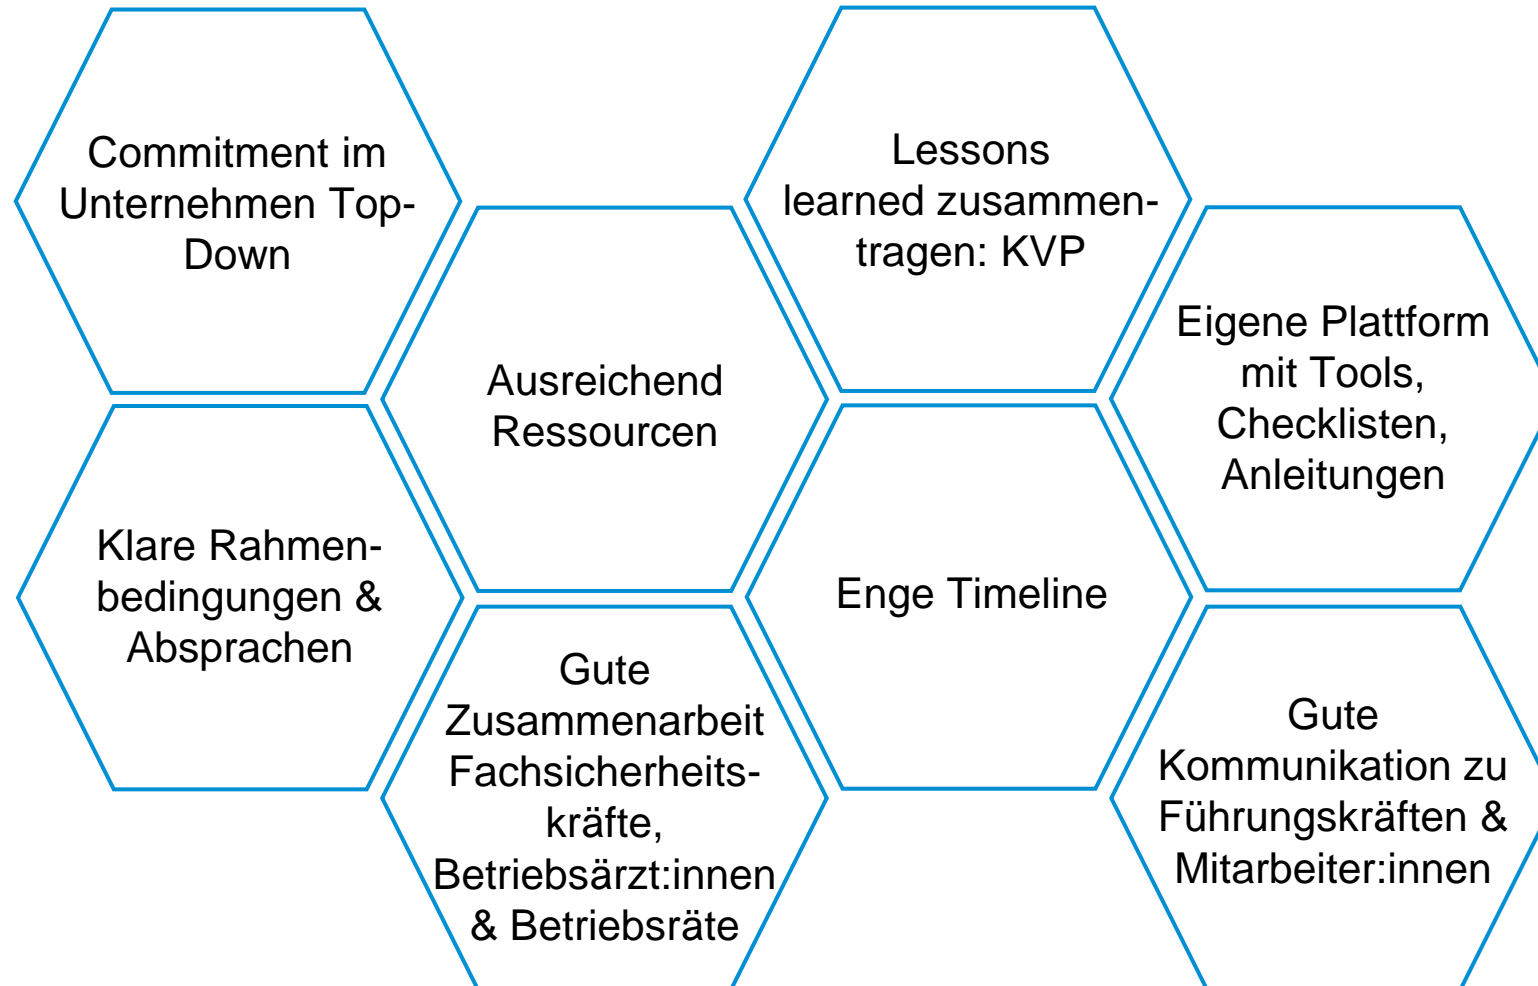 Commitment im
Unternehmen Top-
Down
Lessons
learned zusammen-
tragen: KVP
Ausreichend
Ressourcen
Eigene Plattform
mit Tools,
Checklisten,
Anleitungen
Klare Rahmen-
bedingungen &
Absprachen
Enge Timeline
Gute
Zusammenarbeit
Fachsicherheits-
kräfte,
Betriebsärzt:innen
& Betriebsräte
Gute
Kommunikation zu
Führungskräften &
Mitarbeiter:innen